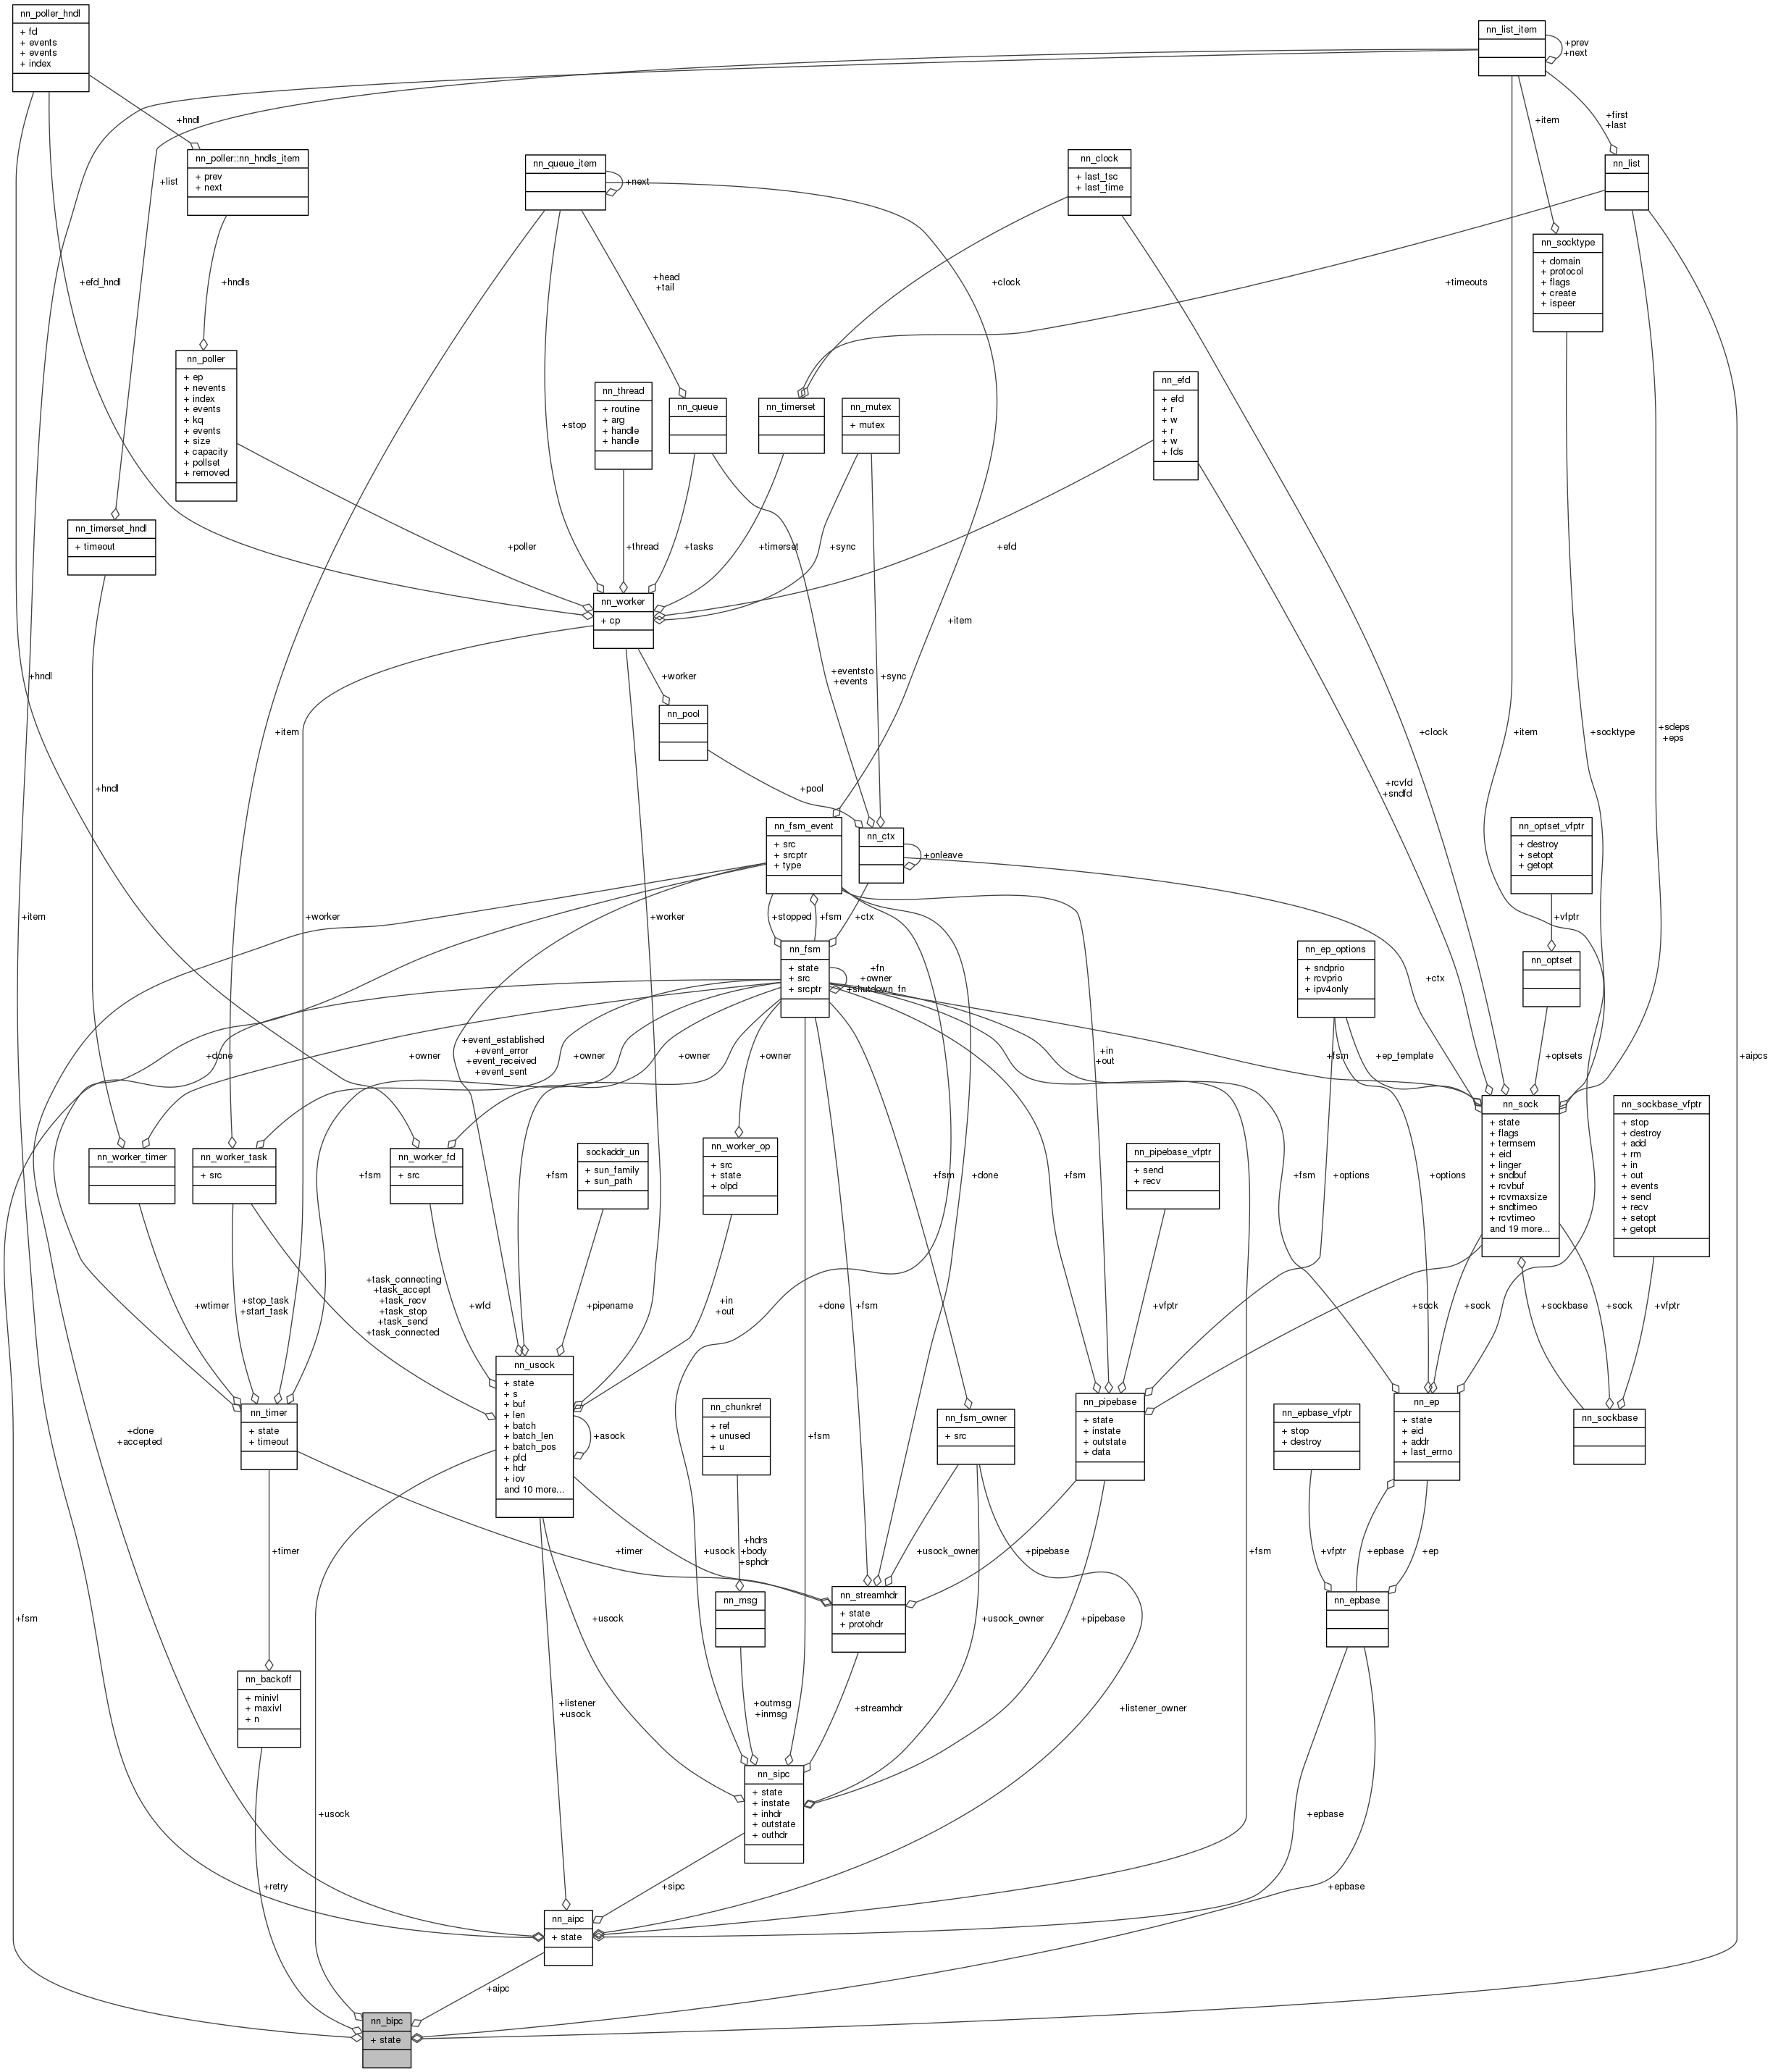 nn_poller_hndl
+ fd
+ events
+ events
+ index
nn_list_item
+prev
+next
+hndl
+first
+last
+item
nn_poller::nn_hndls_item
+ prev
+ next
nn_queue_item
+next
nn_clock
+ last_tsc
+ last_time
nn_list
+list
nn_socktype
+ domain
+ protocol
+ flags
+ create
+ ispeer
+efd_hndl
+hndls
+head
+tail
+clock
+timeouts
nn_poller
+ ep
+ nevents
+ index
+ events
+ kq
+ events
+ size
+ capacity
+ pollset
+ removed
nn_thread
+ routine
+ arg
+ handle
+ handle
nn_queue
nn_timerset
nn_mutex
+ mutex
nn_efd
+ efd
+ r
+ w
+ r
+ w
+ fds
+stop
nn_timerset_hndl
+ timeout
+poller
+thread
+tasks
+timerset
+sync
+efd
nn_worker
+ cp
+item
+hndl
+worker
+eventsto
+events
+sync
nn_pool
+item
+clock
+item
+socktype
+sdeps
+eps
+hndl
+pool
+rcvfd
+sndfd
nn_fsm_event
+ src
+ srcptr
+ type
nn_ctx
+onleave
nn_optset_vfptr
+ destroy
+ setopt
+ getopt
+item
+worker
+worker
+stopped
+fsm
+ctx
+vfptr
nn_fsm
+ state
+ src
+ srcptr
+fn
+owner
+shutdown_fn
nn_ep_options
+ sndprio
+ rcvprio
+ ipv4only
nn_optset
+ctx
+done
+owner
+event_established
+event_error
+event_received
+event_sent
+owner
+owner
+owner
+in
+out
+fsm
+ep_template
+optsets
+aipcs
nn_sock
+ state
+ flags
+ termsem
+ eid
+ linger
+ sndbuf
+ rcvbuf
+ rcvmaxsize
+ sndtimeo
+ rcvtimeo
and 19 more...
nn_sockbase_vfptr
+ stop
+ destroy
+ add
+ rm
+ in
+ out
+ events
+ send
+ recv
+ setopt
+ getopt
nn_worker_timer
nn_worker_task
+ src
+fsm
nn_worker_fd
+ src
+fsm
sockaddr_un
+ sun_family
+ sun_path
nn_worker_op
+ src
+ state
+ olpd
+fsm
+done
+fsm
nn_pipebase_vfptr
+ send
+ recv
+fsm
+options
+options
+wtimer
+stop_task
+start_task
+task_connecting
+task_accept
+task_recv
+task_stop
+task_send
+task_connected
+wfd
+pipename
+in
+out
+done
+fsm
+vfptr
+sock
+sock
+sockbase
+sock
+vfptr
nn_usock
+ state
+ s
+ buf
+ len
+ batch
+ batch_len
+ batch_pos
+ pfd
+ hdr
+ iov
and 10 more...
+asock
nn_timer
+ state
+ timeout
nn_chunkref
+ ref
+ unused
+ u
nn_fsm_owner
+ src
nn_pipebase
+ state
+ instate
+ outstate
+ data
nn_epbase_vfptr
+ stop
+ destroy
nn_ep
+ state
+ eid
+ addr
+ last_errno
nn_sockbase
+done
+accepted
+fsm
+timer
+timer
+usock
+hdrs
+body
+sphdr
+usock_owner
+pipebase
+fsm
+vfptr
+epbase
+ep
nn_msg
nn_streamhdr
+ state
+ protohdr
nn_epbase
+fsm
+usock
+usock_owner
+pipebase
nn_backoff
+ minivl
+ maxivl
+ n
+listener
+usock
+outmsg
+inmsg
+streamhdr
+listener_owner
nn_sipc
+ state
+ instate
+ inhdr
+ outstate
+ outhdr
+usock
+epbase
+retry
+sipc
+epbase
nn_aipc
+ state
+aipc
nn_bipc
+ state